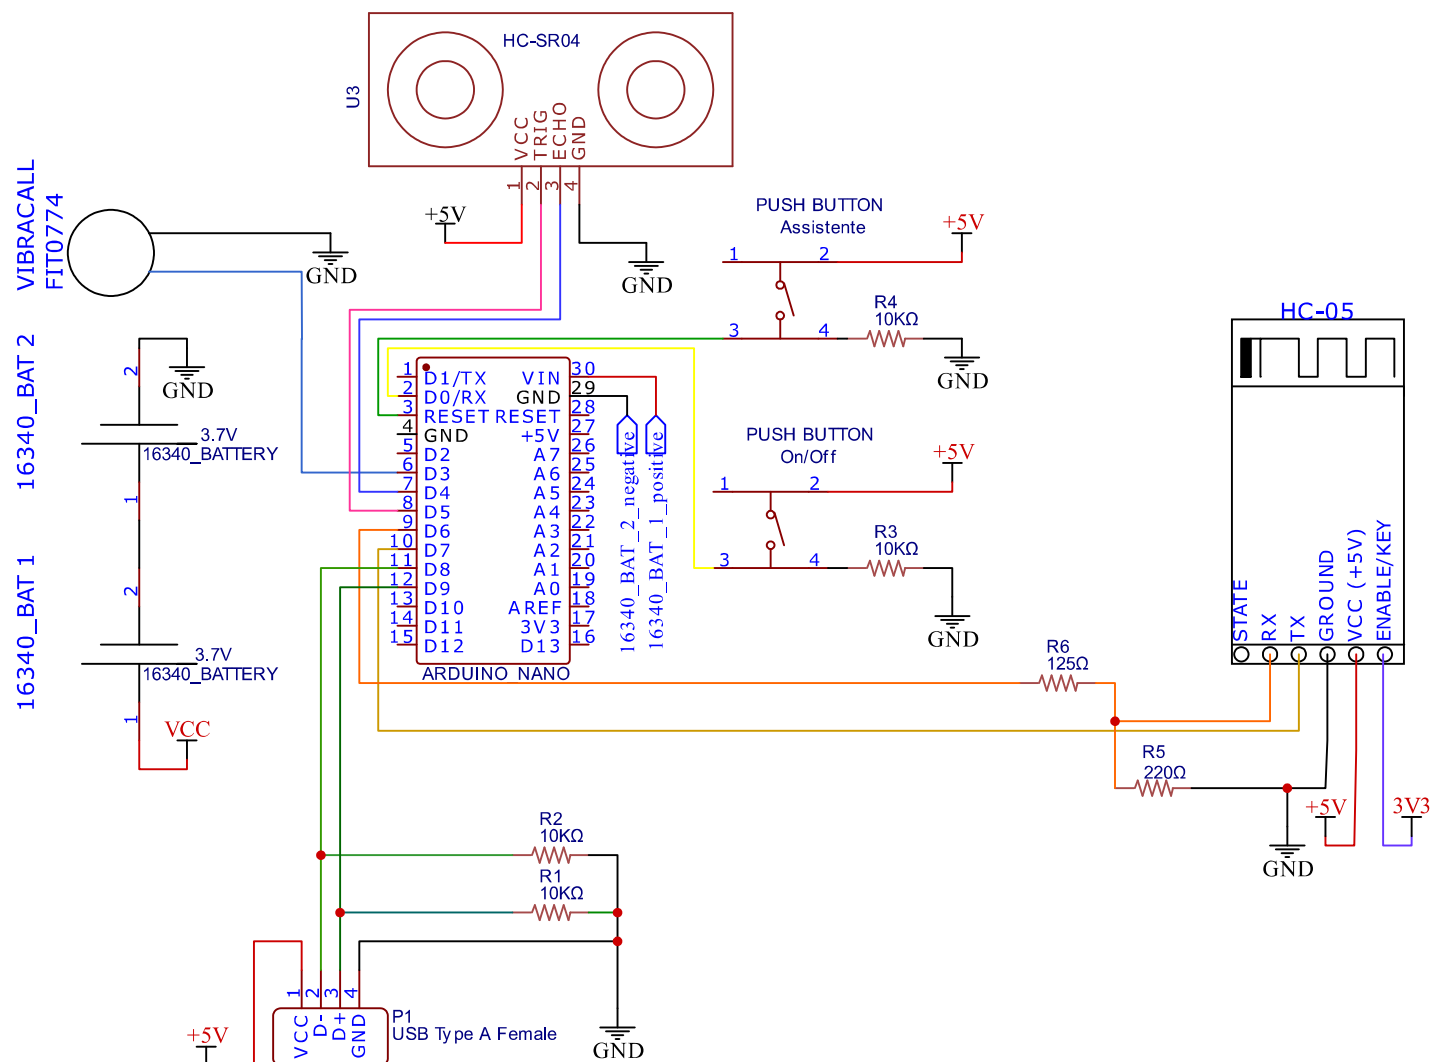 HC-SR04
U3
VCC
TRIG
ECHO
GND
1
2
3
4
+5V
GND
VIBRACALL
FIT0774
GND
PUSH BUTTON
Assistente
+5V
1
2
3
4
R4
10KΩ
GND
HC-05
STATE
RX
TX
GROUND
VCC (+5V)
ENABLE/KEY
16340_BAT 2
2
GND
3.7V
16340_BATTERY
1
16340_BAT 1
2
3.7V
16340_BATTERY
1
VCC
1 D1/TX VIN 30
2 D0/RX GND 29
3 RESET RESET 28
4 GND +5V 27
5 D2 A7 26
6 D3 A6 25
7 D4 A5 24
8 D5 A4 23
9 D6 A3 22
10 D7 A2 21
11 D8 A1 20
12 D9 A0 19
13 D10 AREF 18
14 D11 3V3 17
15 D12 D13 16
ARDUINO NANO
16340_BAT_2_negative
16340_BAT_1_positive
PUSH BUTTON
On/Off
+5V
1
2
3
4
R3
10KΩ
GND
R6
125Ω
R5
220Ω
GND
+5V
3V3
R2
10KΩ
R1
10KΩ
1
2
3
4
VCC
D-
D+
GND
P1
USB Type A Female
+5V
GND